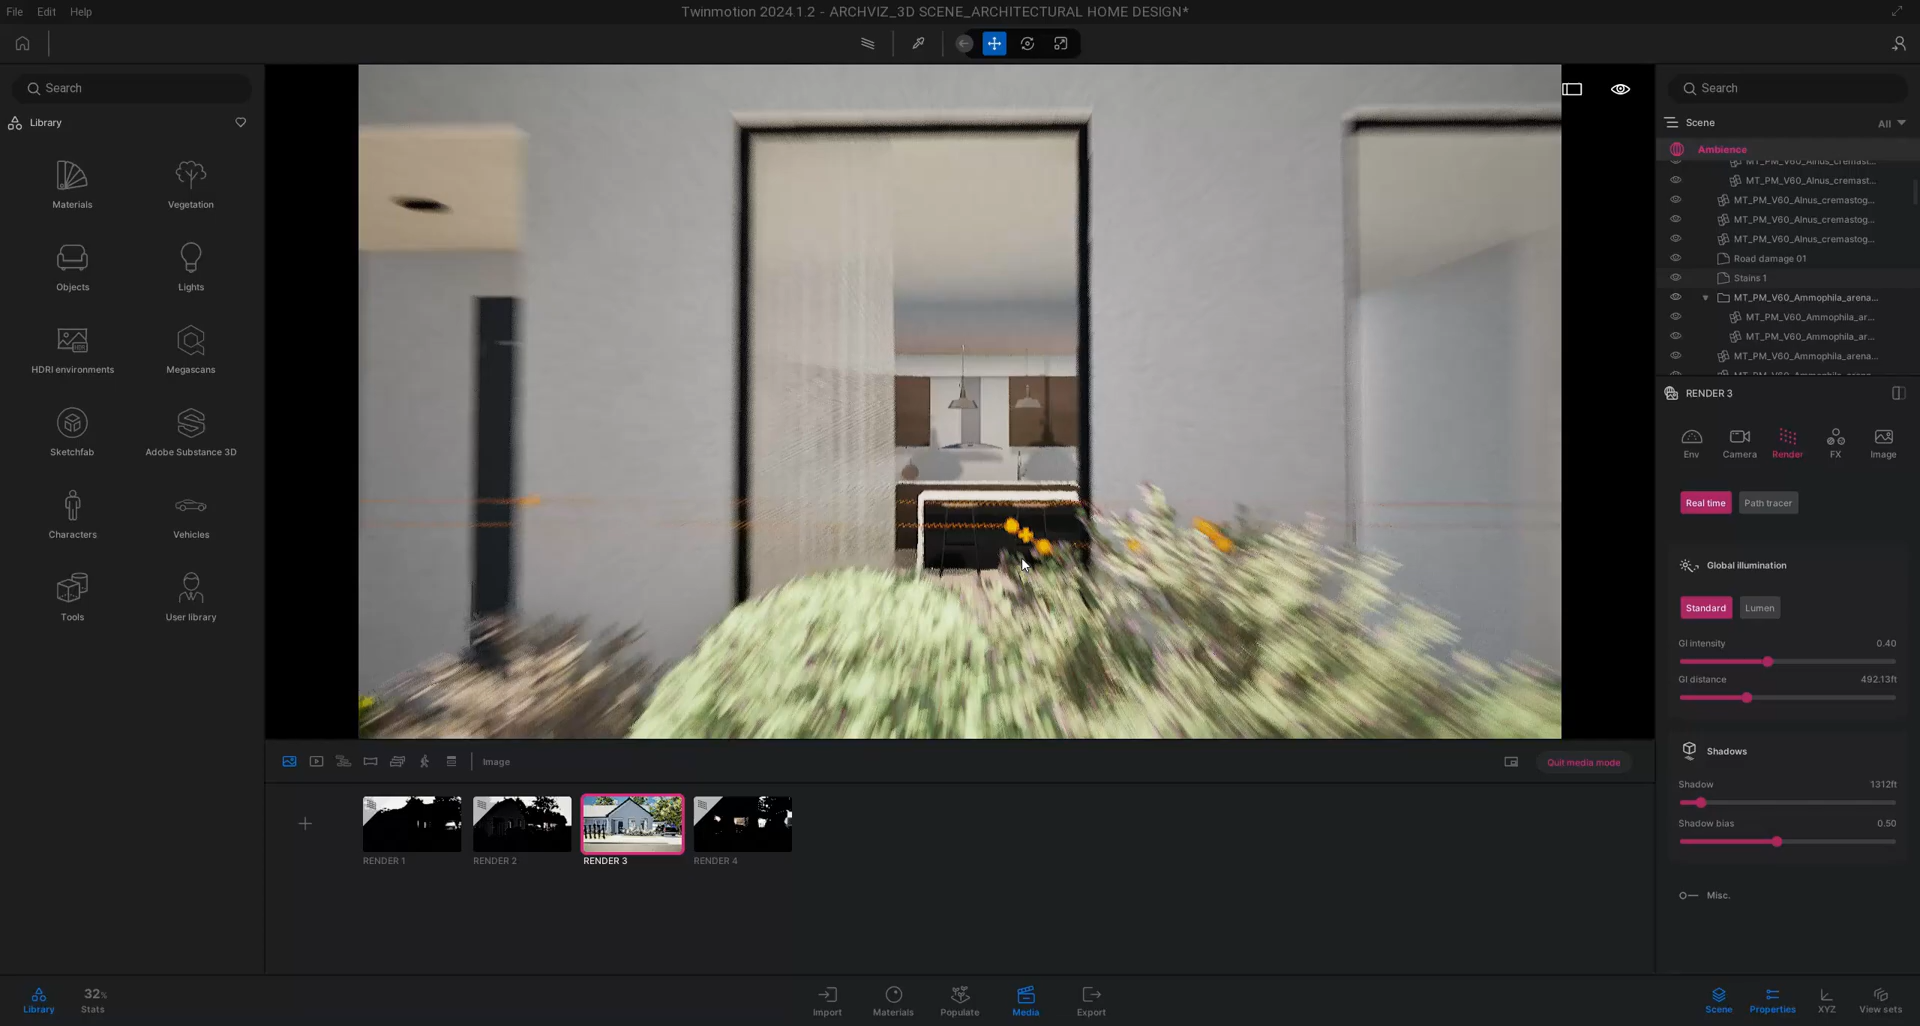 File Edit Help
Twinmotion 2024.1.2 - ARCHVIZ_3D SCENE_ARCHITECTURAL HOME DESIGN*
Search
Library
Materials
Vegetation
Objects
Lights
HDRI environments
Megascans
Sketchfab
Adobe Substance 3D
Characters
Vehicles
Tools
User library
Search
Scene
All
Ambience
MT_PM_V60_Alnus_cremast...
MT_PM_V60_Alnus_cremast...
MT_PM_V60_Alnus_cremastog...
MT_PM_V60_Alnus_cremastog...
MT_PM_V60_Alnus_cremastog...
Road damage 01
Stains 1
MT_PM_V60_Ammophila_arena...
MT_PM_V60_Ammophila_ar...
MT_PM_V60_Ammophila_ar...
MT_PM_V60_Ammophila_arena...
RENDER 3
Env Camera Render FX Image
Real time Path tracer
Global illumination
Standard Lumen
GI intensity 0.40
GI distance 492.13ft
Shadows
Shadow 1312ft
Shadow bias 0.50
Misc.
Image
Quit media mode
RENDER 1
RENDER 2
RENDER 3
RENDER 4
Library
32%
Stats
Import
Materials
Populate
Media
Export
Scene
Properties
XYZ
View sets